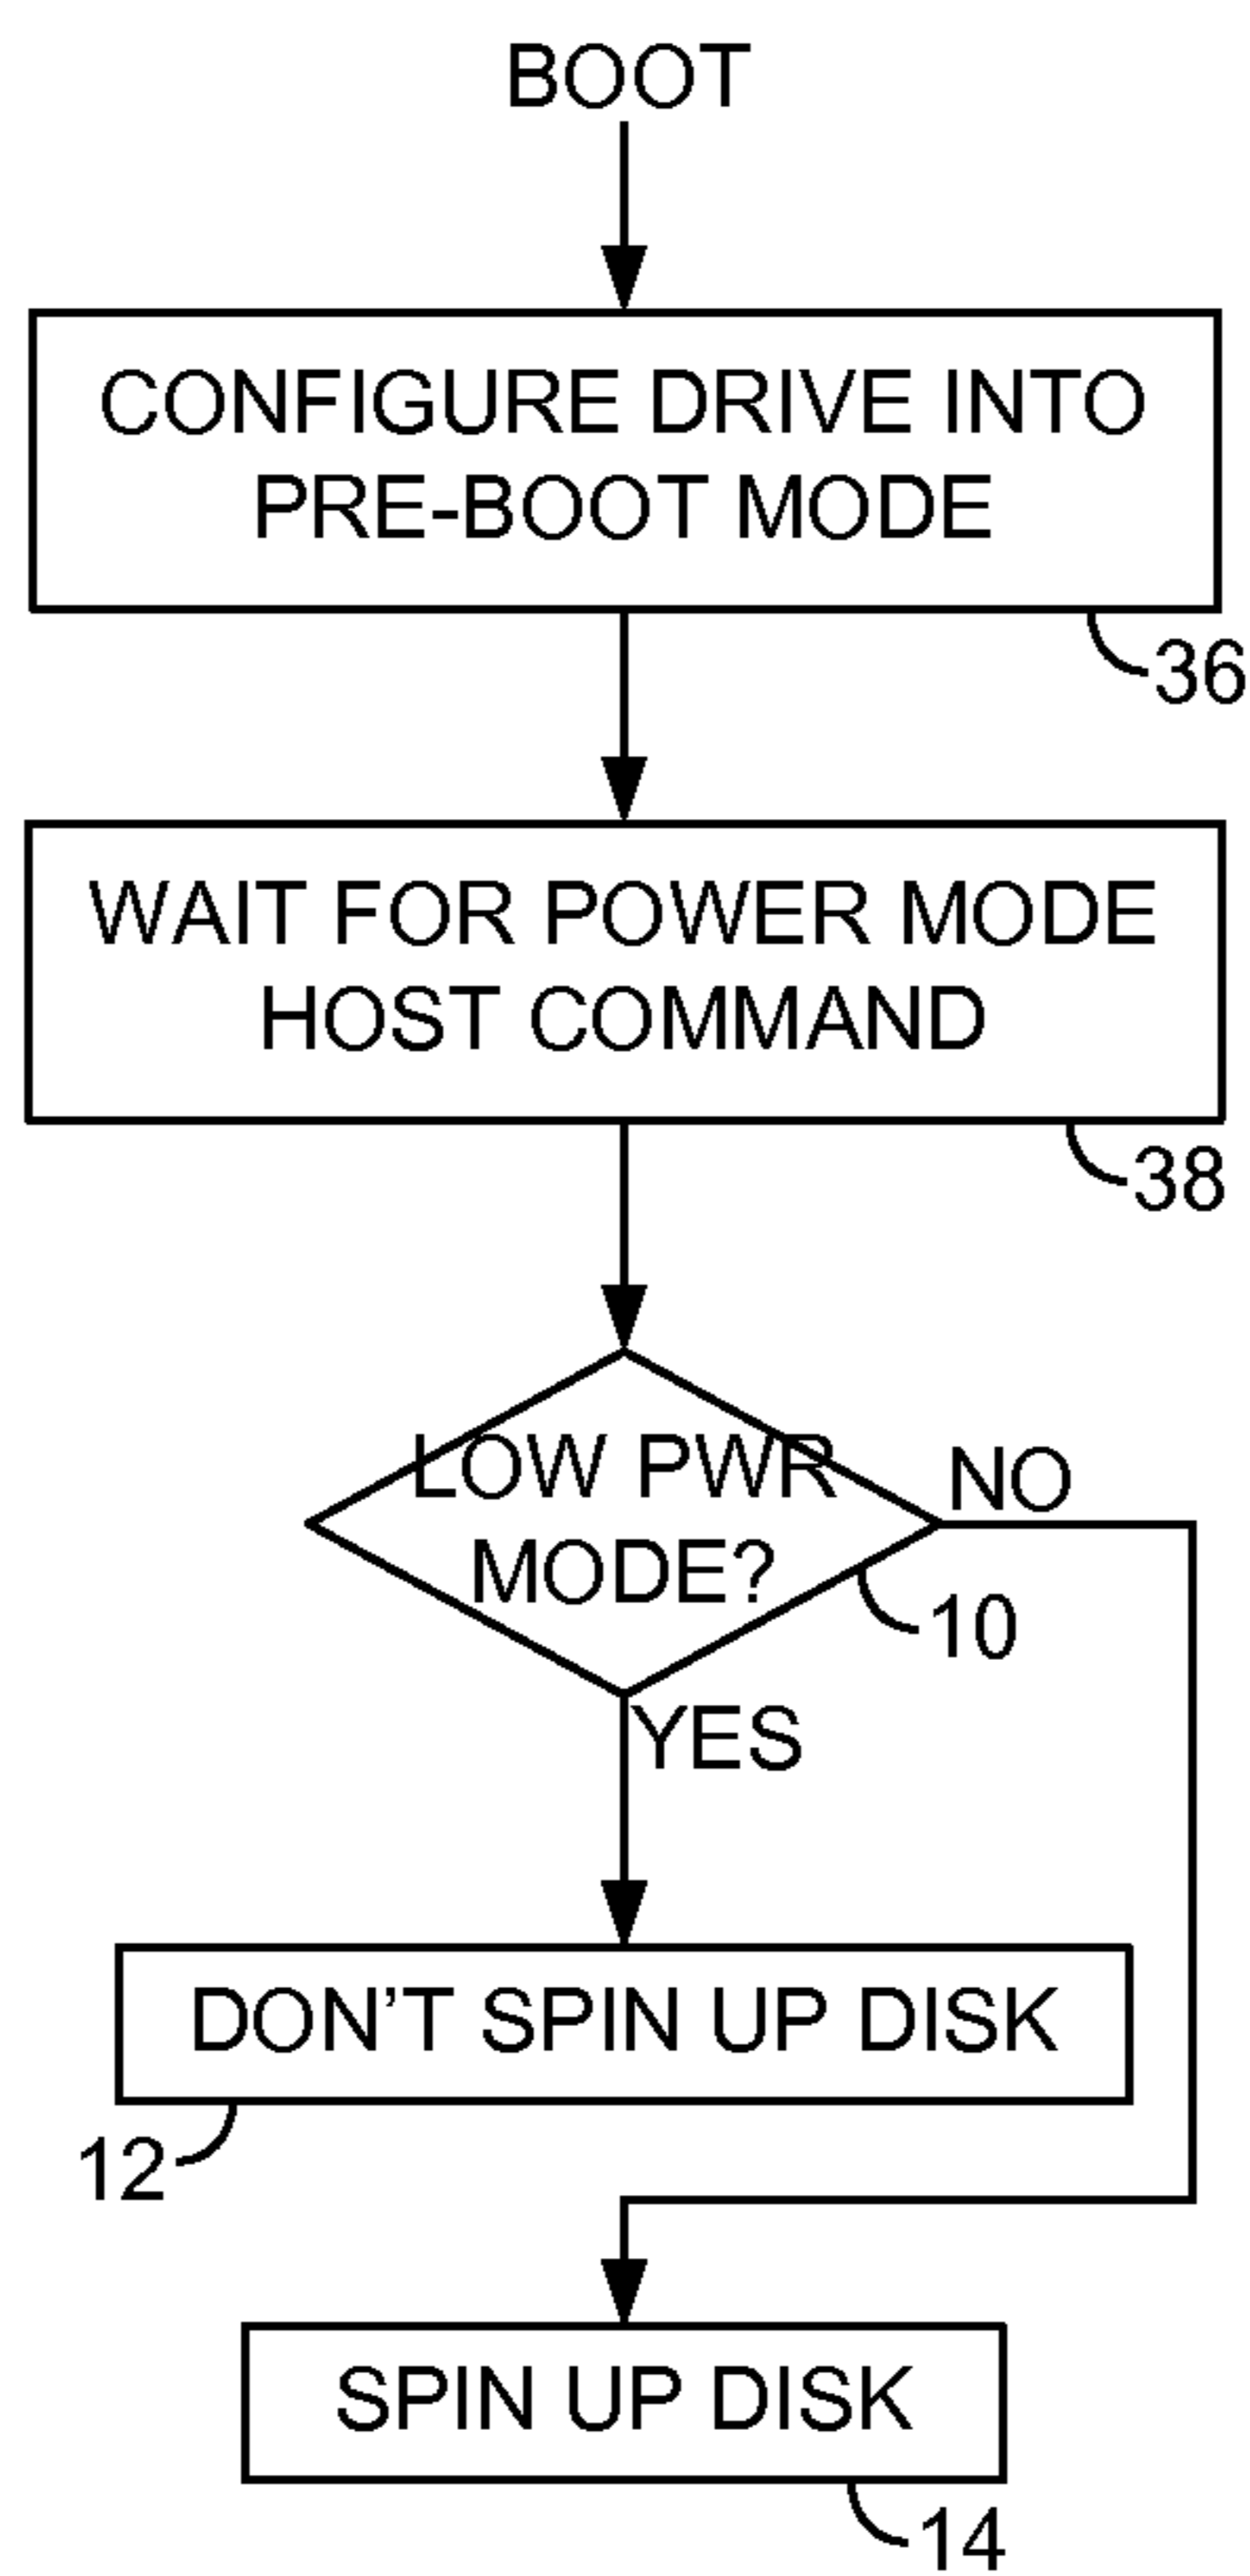 BOOT
CONFIGURE DRIVE INTO
PRE-BOOT MODE
36
WAIT FOR POWER MODE
HOST COMMAND
38
LOW PWR
MODE?
NO
10
YES
DON'T SPIN UP DISK
12
SPIN UP DISK
14